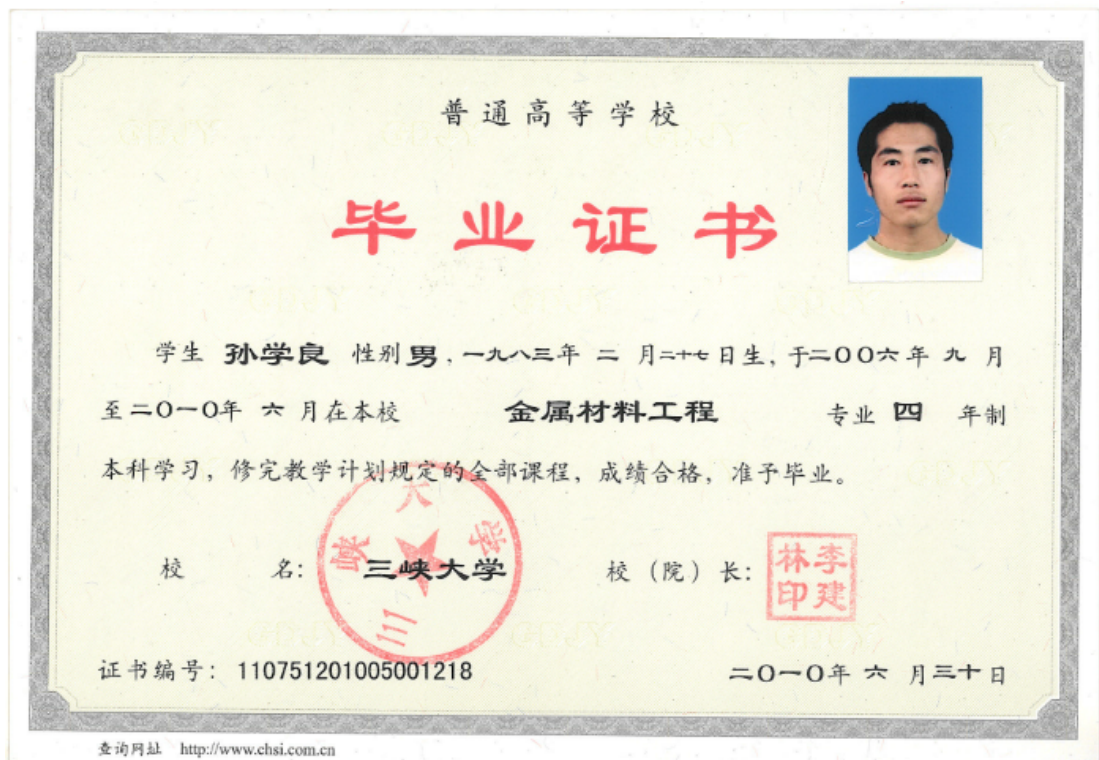 普通高等学校
毕业证书
学生 孙学良 性别 男，一九八三年 二 月二十七日生，于二〇〇六年 九 月
至二〇一〇年 六 月在本校 金属材料工程 专业 四 年制
本科学习，修完教学计划规定的全部课程，成绩合格，准予毕业。
校 名： 三峡大学 校（院）长：
三峡大学
李建林印
证书编号： 110751201005001218 二〇一〇年 六 月三十日
查询网址 http://www.chsi.com.cn